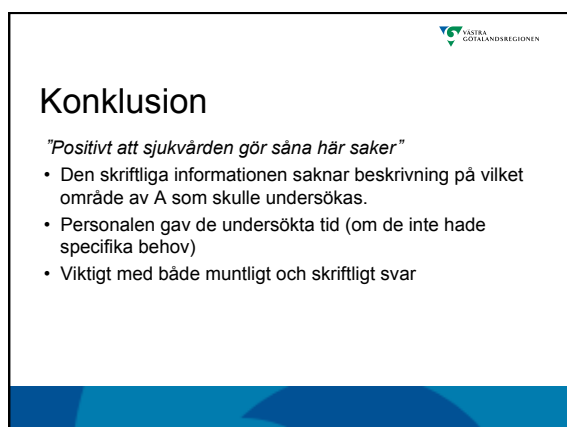 VÄSTRA
GÖTALANDSREGIONEN
Konklusion
”Positivt att sjukvården gör såna här saker”
• Den skriftliga informationen saknar beskrivning på vilket
område av A som skulle undersökas.
• Personalen gav de undersökta tid (om de inte hade
specifika behov)
• Viktigt med både muntligt och skriftligt svar